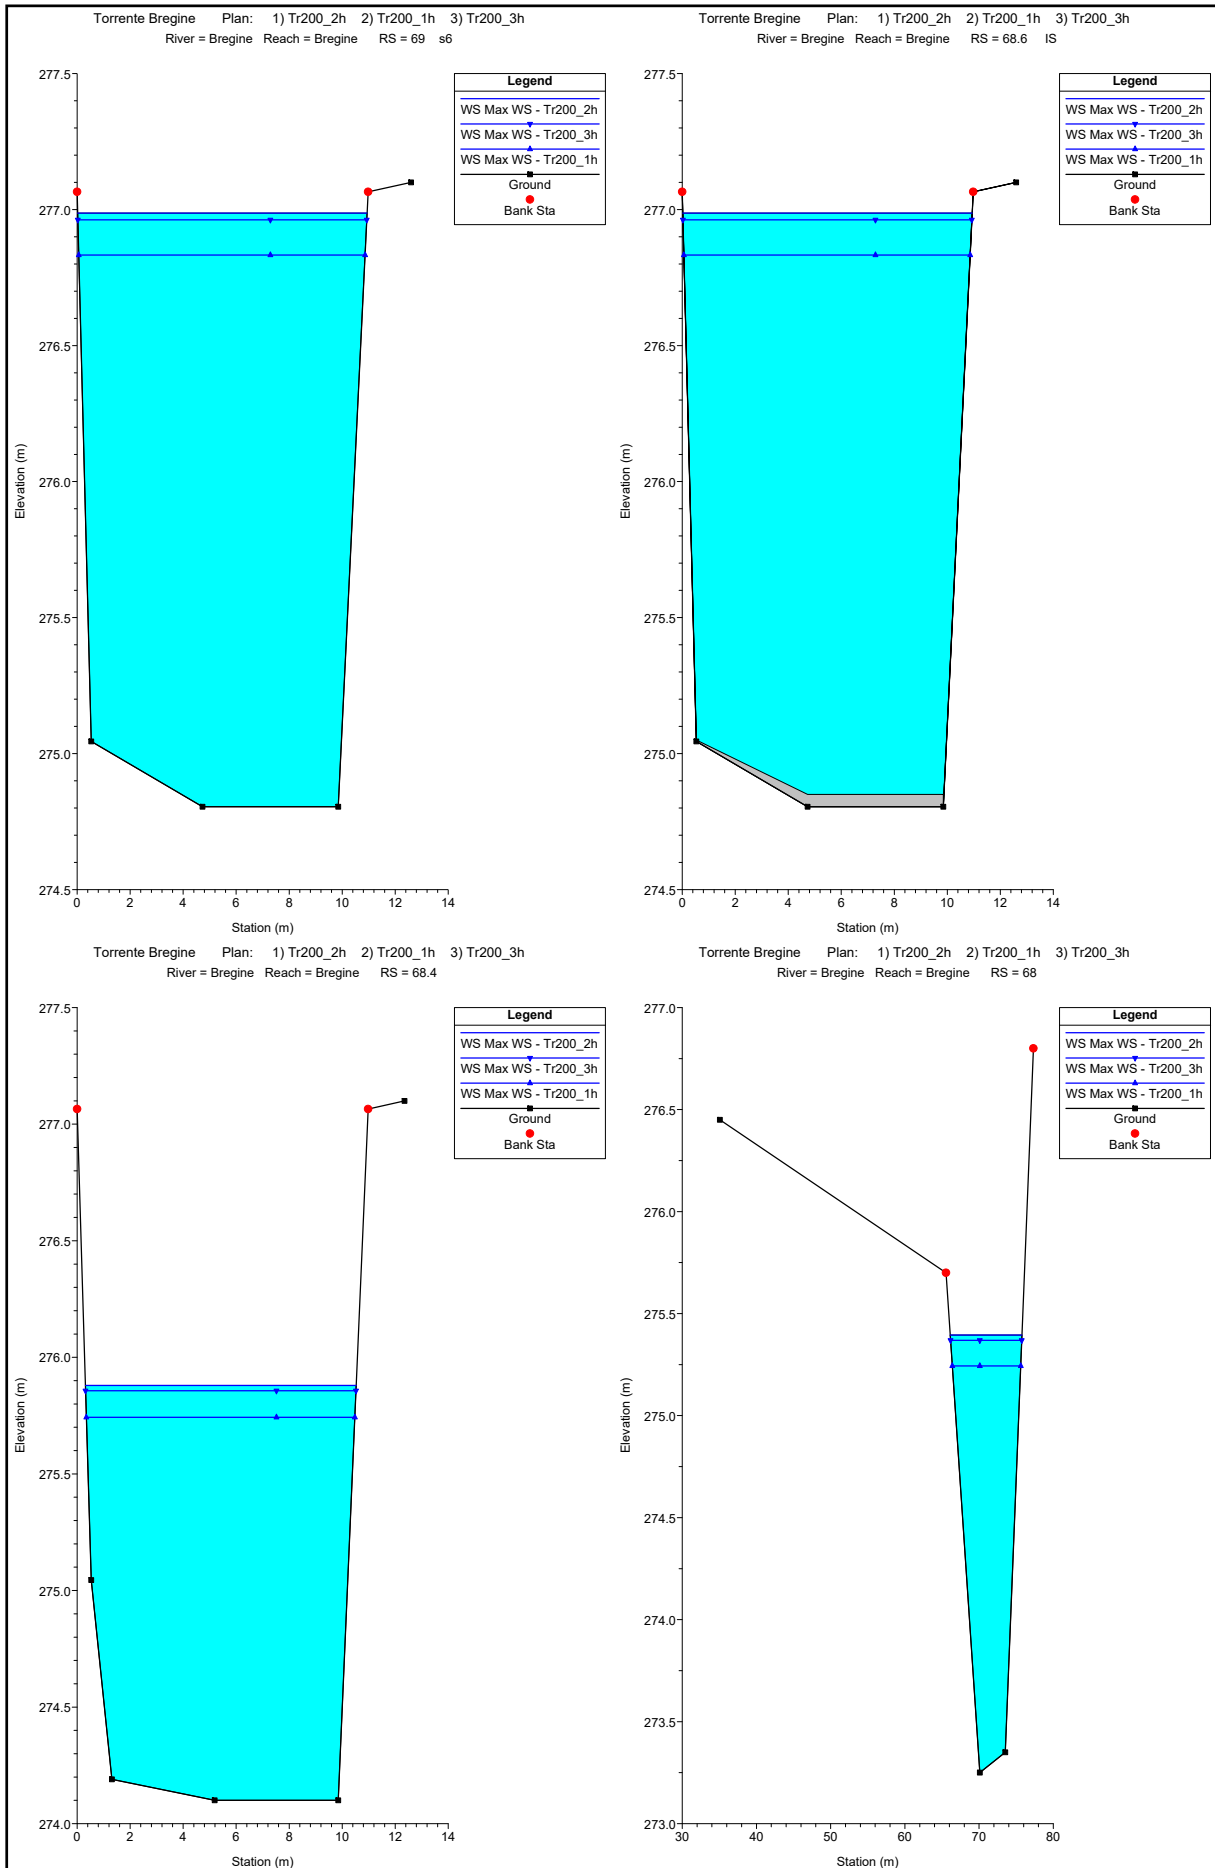 Torrente Bregine Plan: 1) Tr200_2h 2) Tr200_1h 3) Tr200_3h
River = Bregine Reach = Bregine RS = 69 s6
277.5
277.0
276.5
276.0
275.5
275.0
274.5
Elevation (m)
0 2 4 6 8 10 12 14
Station (m)
Legend
WS Max WS - Tr200_2h
WS Max WS - Tr200_3h
WS Max WS - Tr200_1h
Ground
Bank Sta
Torrente Bregine Plan: 1) Tr200_2h 2) Tr200_1h 3) Tr200_3h
River = Bregine Reach = Bregine RS = 68.6 IS
277.5
277.0
276.5
276.0
275.5
275.0
274.5
Elevation (m)
0 2 4 6 8 10 12 14
Station (m)
Legend
WS Max WS - Tr200_2h
WS Max WS - Tr200_3h
WS Max WS - Tr200_1h
Ground
Bank Sta
Torrente Bregine Plan: 1) Tr200_2h 2) Tr200_1h 3) Tr200_3h
River = Bregine Reach = Bregine RS = 68.4
277.5
277.0
276.5
276.0
275.5
275.0
274.5
274.0
Elevation (m)
0 2 4 6 8 10 12 14
Station (m)
Legend
WS Max WS - Tr200_2h
WS Max WS - Tr200_3h
WS Max WS - Tr200_1h
Ground
Bank Sta
Torrente Bregine Plan: 1) Tr200_2h 2) Tr200_1h 3) Tr200_3h
River = Bregine Reach = Bregine RS = 68
277.0
276.5
276.0
275.5
275.0
274.5
274.0
273.5
273.0
Elevation (m)
30 40 50 60 70 80
Station (m)
Legend
WS Max WS - Tr200_2h
WS Max WS - Tr200_3h
WS Max WS - Tr200_1h
Ground
Bank Sta